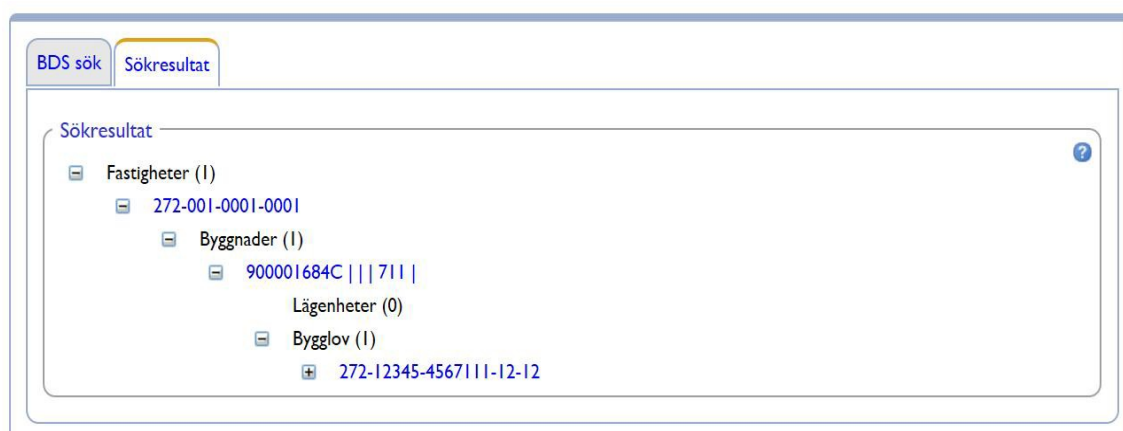 BDS sök
Sökresultat
Sökresultat
Fastigheter (1)
272-001-0001-0001
Byggnader (1)
900001684C | | | 711 |
Lägenheter (0)
Bygglov (1)
272-12345-4567111-12-12